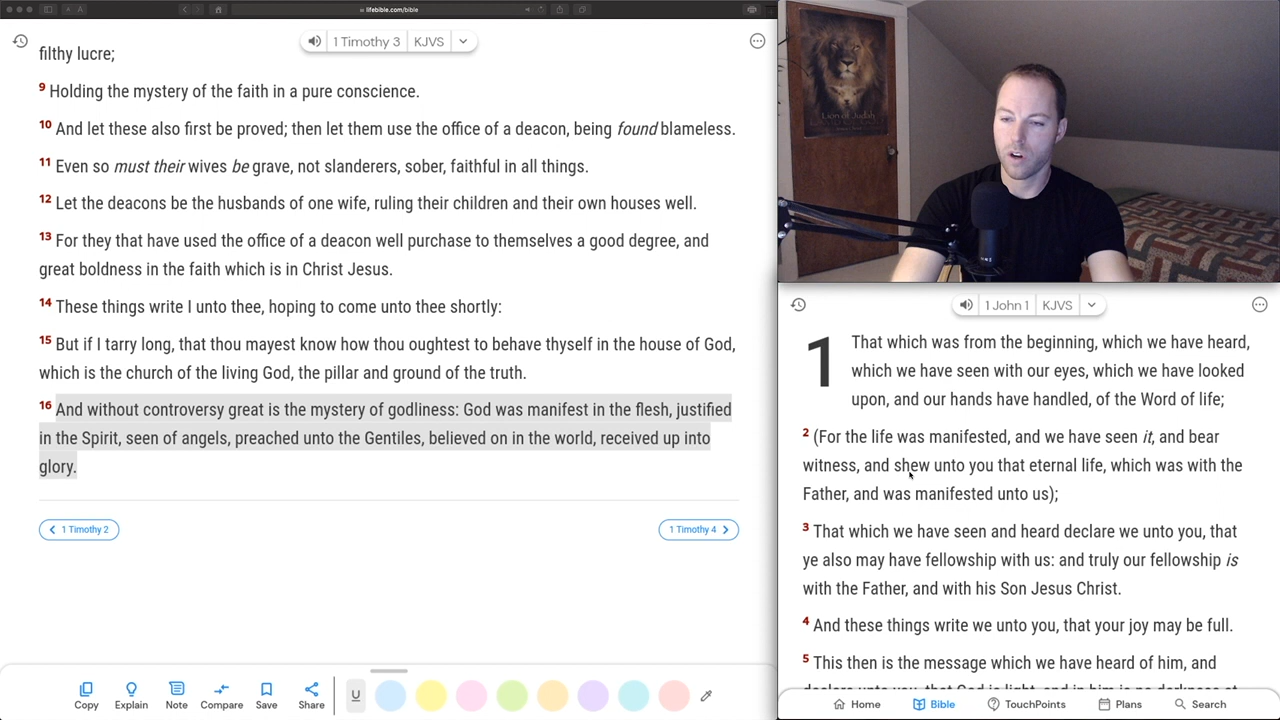 lifebible.com/bible
1 Timothy 3 KJVS
filthy lucre;
9 Holding the mystery of the faith in a pure conscience.
10 And let these also first be proved; then let them use the office of a deacon, being found blameless.
11 Even so must their wives be grave, not slanderers, sober, faithful in all things.
12 Let the deacons be the husbands of one wife, ruling their children and their own houses well.
13 For they that have used the office of a deacon well purchase to themselves a good degree, and
great boldness in the faith which is in Christ Jesus.
14 These things write I unto thee, hoping to come unto thee shortly:
15 But if I tarry long, that thou mayest know how thou oughtest to behave thyself in the house of God,
which is the church of the living God, the pillar and ground of the truth.
16 And without controversy great is the mystery of godliness: God was manifest in the flesh, justified
in the Spirit, seen of angels, preached unto the Gentiles, believed on in the world, received up into
glory.
1 Timothy 2
1 Timothy 4
Copy Explain Note Compare Save Share U
Lion of Judah
1 John 1 KJVS
1 That which was from the beginning, which we have heard,
which we have seen with our eyes, which we have looked
upon, and our hands have handled, of the Word of life;
2 (For the life was manifested, and we have seen it, and bear
witness, and shew unto you that eternal life, which was with the
Father, and was manifested unto us);
3 That which we have seen and heard declare we unto you, that
ye also may have fellowship with us: and truly our fellowship is
with the Father, and with his Son Jesus Christ.
4 And these things write we unto you, that your joy may be full.
5 This then is the message which we have heard of him, and
declare unto you, that God is light, and in him is no darkness at
Home Bible TouchPoints Plans Search